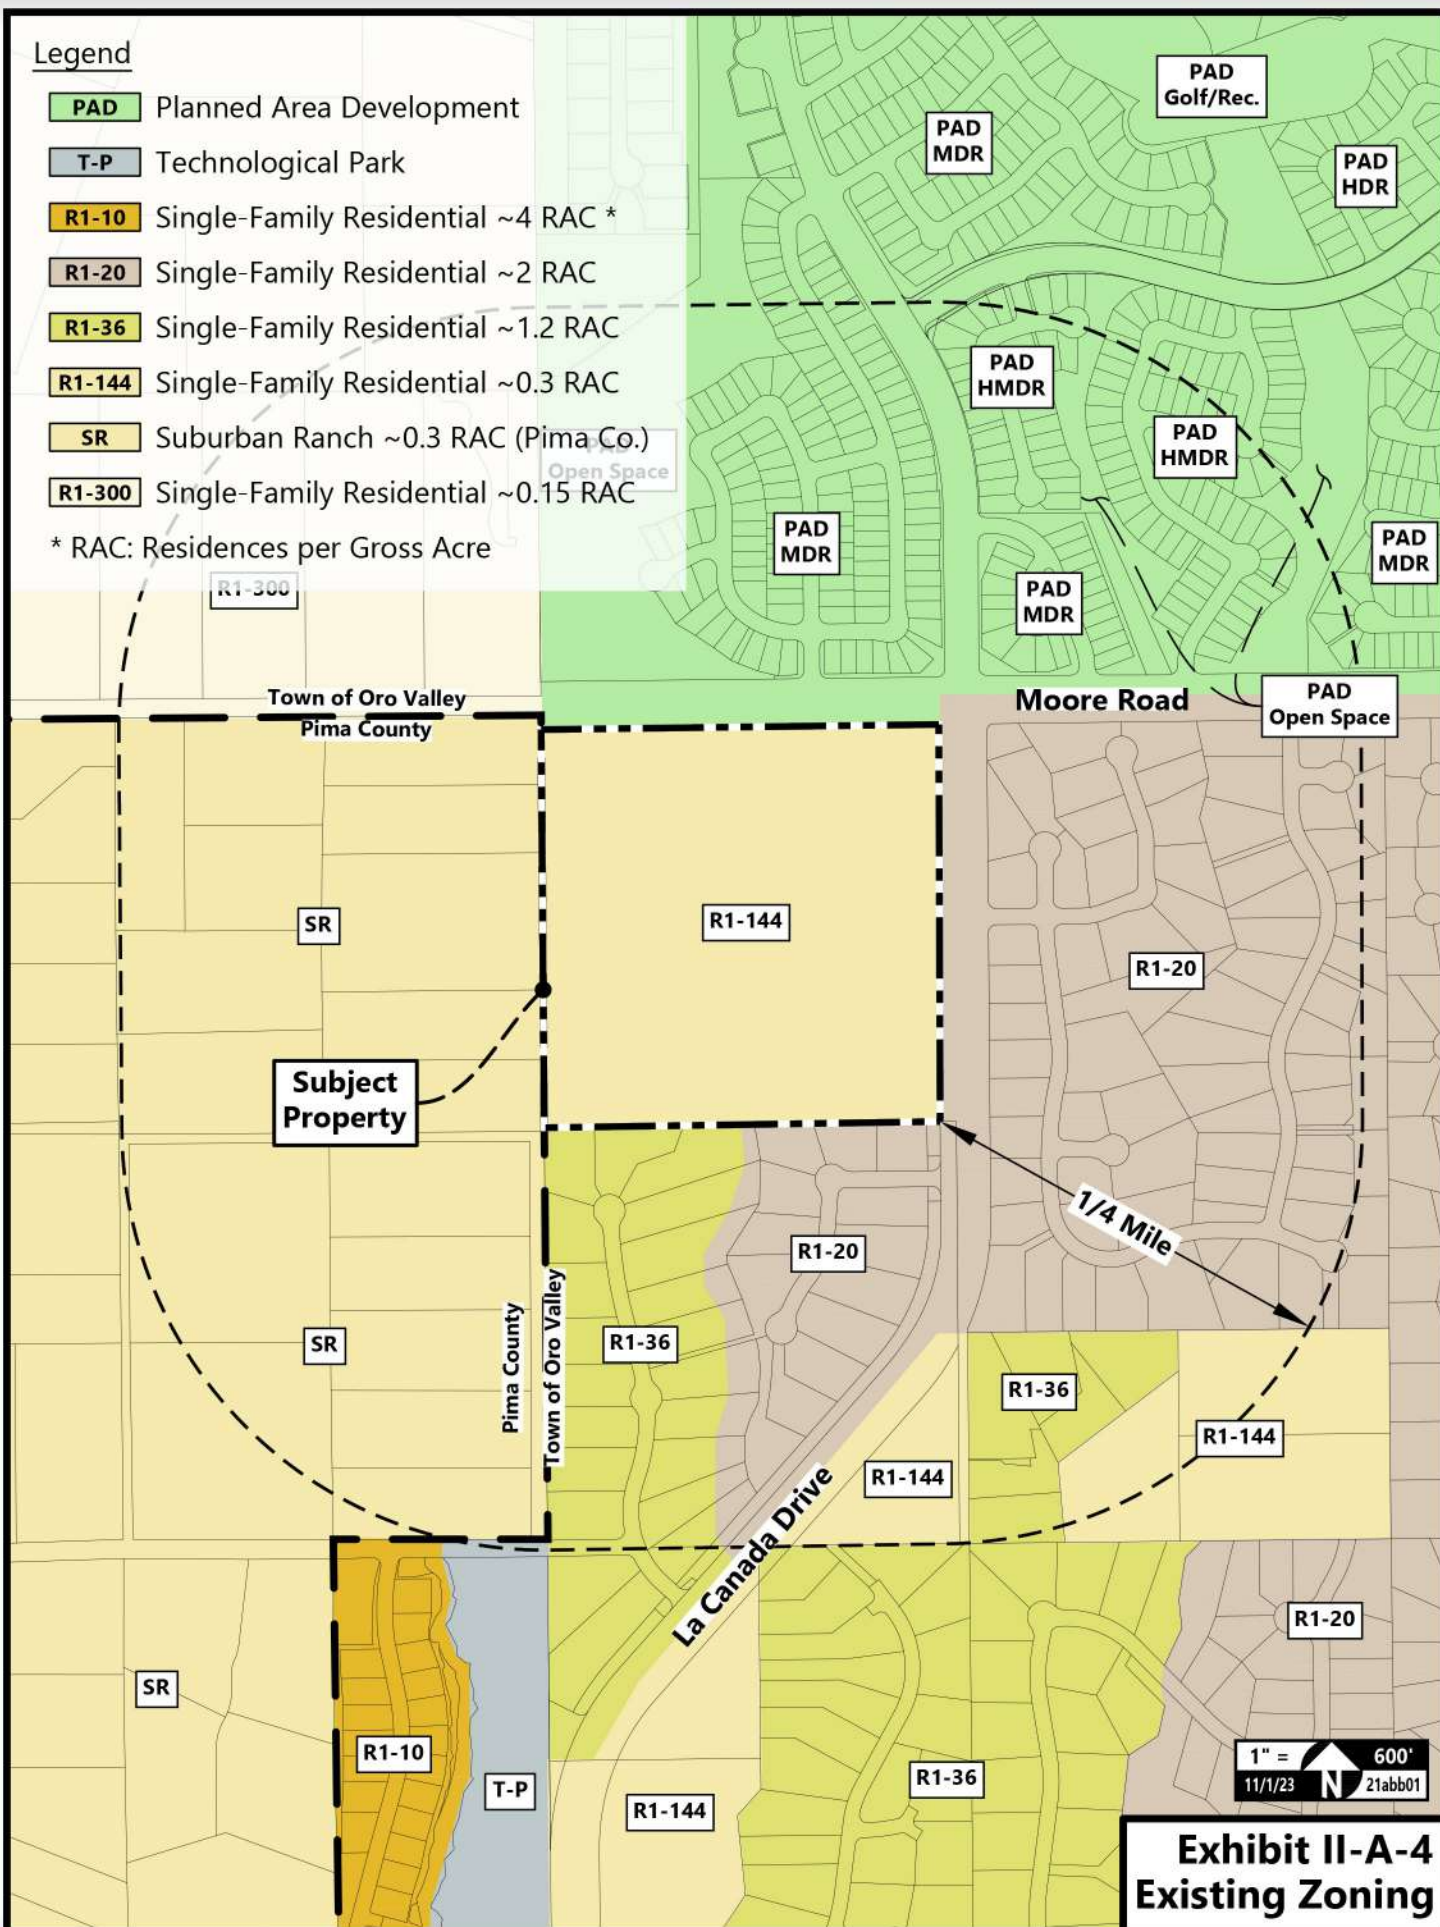 Legend
PAD Planned Area Development
T-P Technological Park
R1-10 Single-Family Residential ~4 RAC *
R1-20 Single-Family Residential ~2 RAC
R1-36 Single-Family Residential ~1.2 RAC
R1-144 Single-Family Residential ~0.3 RAC
SR Suburban Ranch ~0.3 RAC (Pima Co.)
R1-300 Single-Family Residential ~0.15 RAC
* RAC: Residences per Gross Acre
PAD
Golf/Rec.
PAD
MDR
PAD
HDR
PAD
HMDR
PAD
HMDR
PAD
Open Space
PAD
MDR
PAD
MDR
PAD
MDR
R1-300
Town of Oro Valley
Pima County
Moore Road
PAD
Open Space
SR
R1-144
R1-20
Subject
Property
1/4 Mile
R1-20
SR
Pima County
Town of Oro Valley
R1-36
R1-36
R1-144
R1-144
La Canada Drive
R1-20
SR
R1-10
T-P
R1-144
R1-36
1" = 600'
11/1/23 N 21abb01
Exhibit II-A-4
Existing Zoning